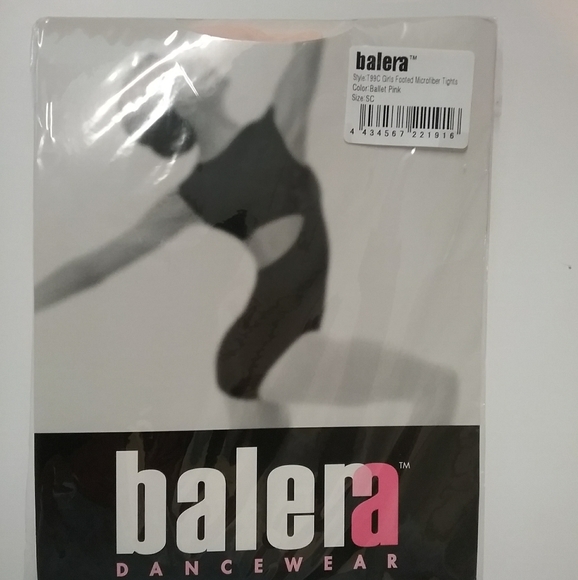 balera™
Style:T99C Girls Footed Microfiber Tights
Color:Ballet Pink
Size:SC
4 434567 221916
balera™
DANCEWEAR